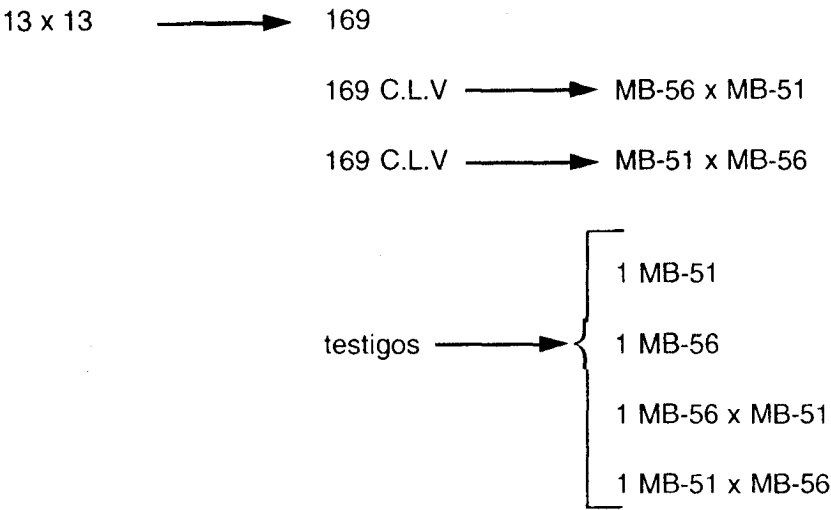 13 x 13 169
169 C.L.V MB-56 x MB-51
169 C.L.V MB-51 x MB-56
1 MB-51
testigos 1 MB-56
1 MB-56 x MB-51
1 MB-51 x MB-56